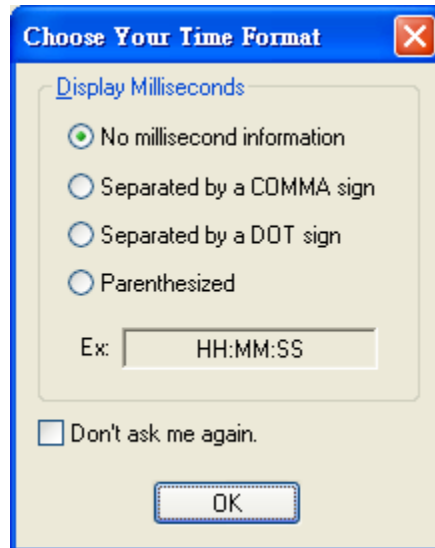 Choose Your Time Format
Display Milliseconds
No millisecond information
Separated by a COMMA sign
Separated by a DOT sign
Parenthesized
Ex: HH:MM:SS
Don't ask me again.
OK